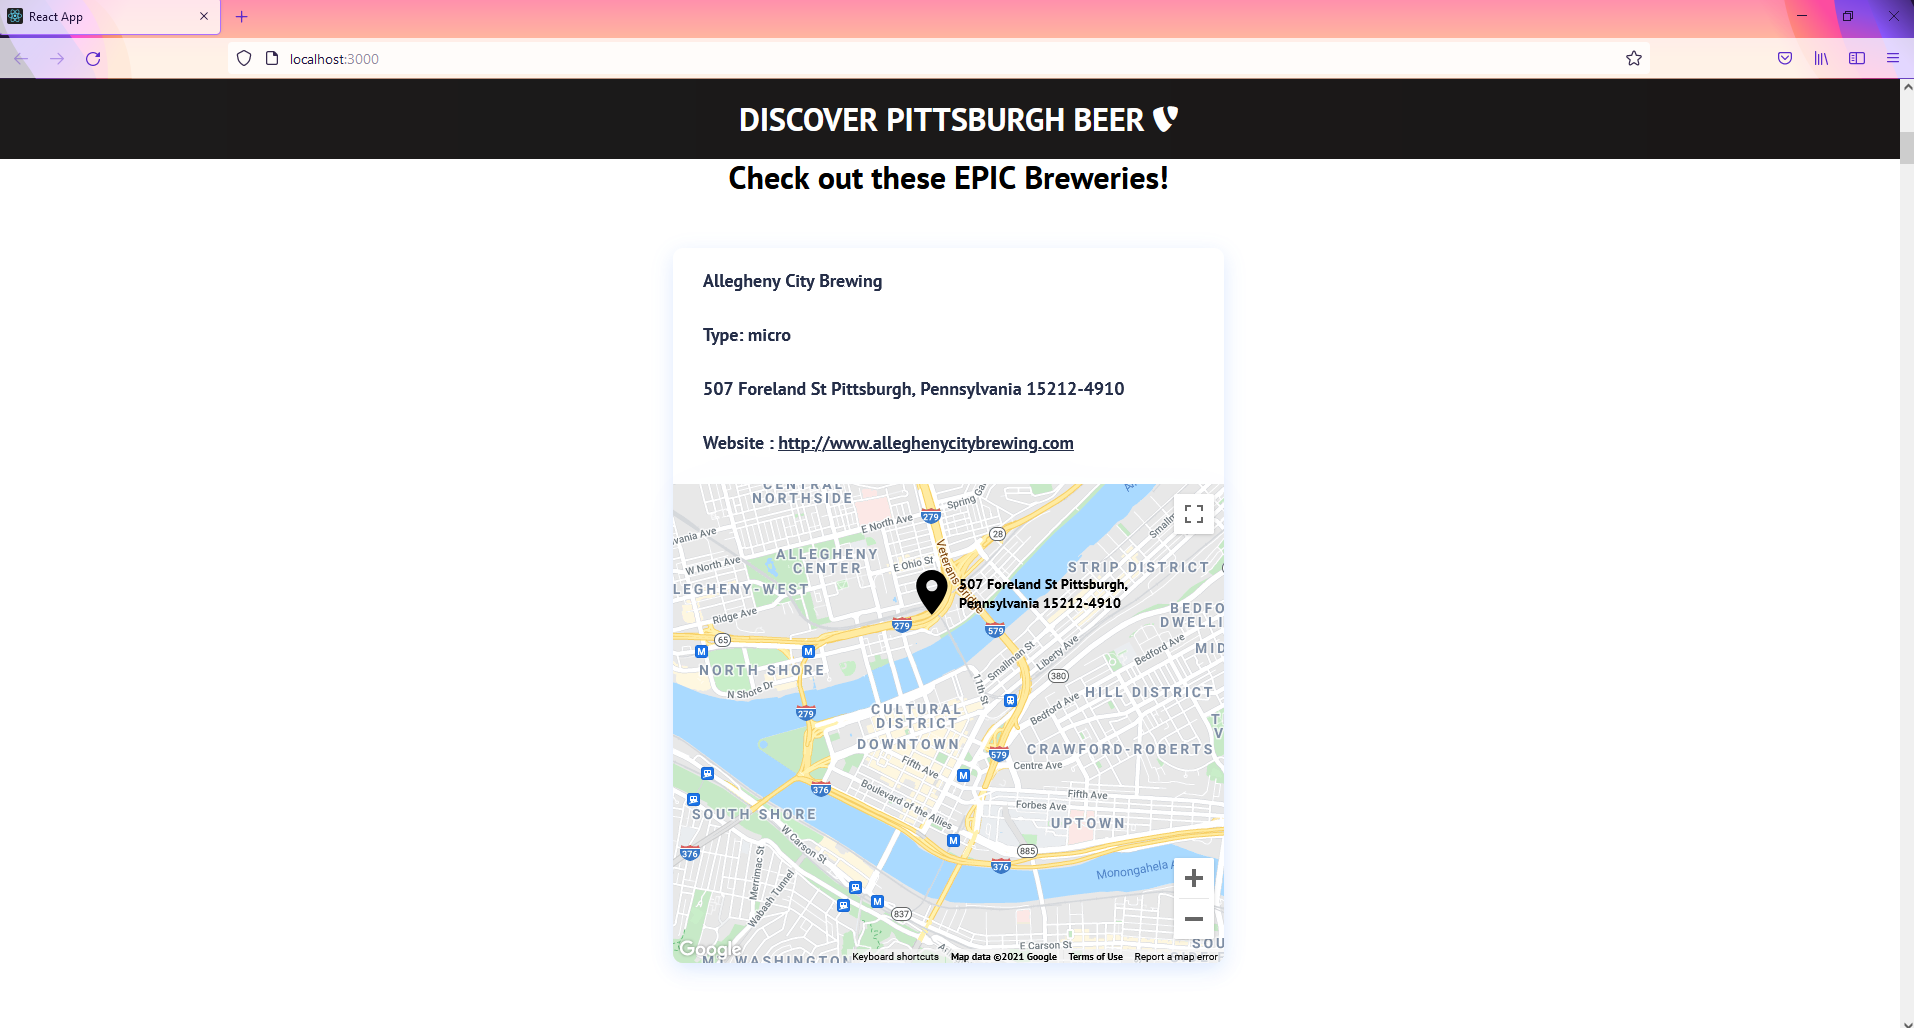 React App
localhost:3000
DISCOVER PITTSBURGH BEER
Check out these EPIC Breweries!
Allegheny City Brewing
Type: micro
507 Foreland St Pittsburgh, Pennsylvania 15212-4910
Website : http://www.alleghenycitybrewing.com
CENTRAL
NORTHSIDE
Spring Ga
279
E North Ave
28
vania Ave
Veterans Bridge
ALLEGHENY
CENTER
E Ohio St
W North Ave
STRIP DISTRICT
Smallman
507 Foreland St Pittsburgh,
Pennsylvania 15212-4910
LEGHENY-WEST
Ridge Ave
BEDFO
DWELLI
279
579
65
M
M
Smallman St
Liberty Ave
Bedford Ave
MID
NORTH SHORE
N Shore Dr
11th St
380
HILL DISTRICT
279
CULTURAL
DISTRICT
Bedford Ave
T
V
DOWNTOWN
579
CRAWFORD-ROBERTS
Centre Ave
Fifth Ave
M
376
Boulevard of the Allies
Fifth Ave
Forbes Ave
SOUTH SHORE
UPTOWN
W Carson St
M
885
376
376
Monongahela
Merrimac St
Wabash Tunnel
M
837
E Carson St
SOU
Google
MT WASHINGTON
Keyboard shortcuts
Map data ©2021 Google
Terms of Use
Report a map error